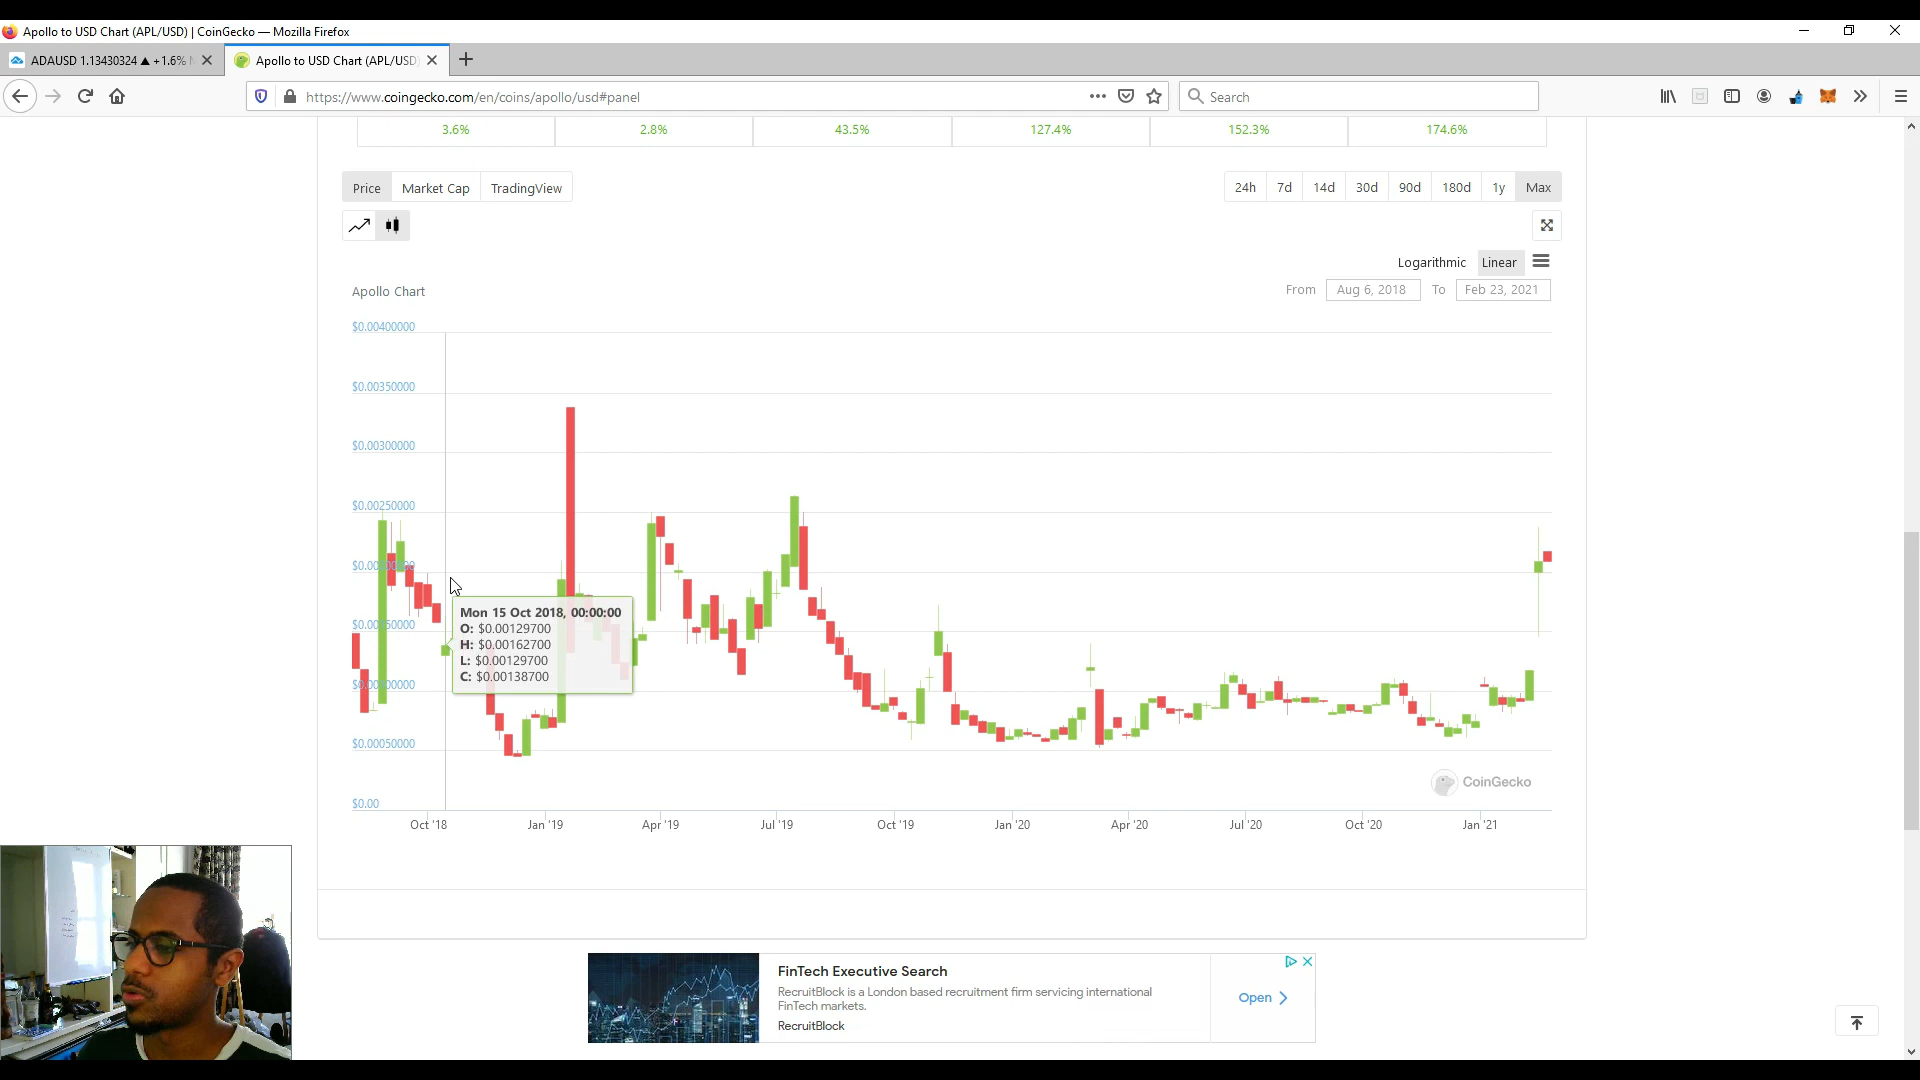 Apollo to USD Chart (APL/USD) | CoinGecko — Mozilla Firefox
ADAUSD 1.13430324 ▲ +1.6%
Apollo to USD Chart (APL/USD)
https://www.coingecko.com/en/coins/apollo/usd#panel
Search
3.6% 2.8% 43.5% 127.4% 152.3% 174.6%
Price Market Cap TradingView
24h 7d 14d 30d 90d 180d 1y Max
Logarithmic Linear
Apollo Chart
From Aug 6, 2018 To Feb 23, 2021
$0.00400000
$0.00350000
$0.00300000
$0.00250000
Mon 15 Oct 2018, 00:00:00
O: $0.00129700
H: $0.00162700
L: $0.00129700
C: $0.00138700
$0.00050000
CoinGecko
$0.00
Oct '18 Jan '19 Apr '19 Jul '19 Oct '19 Jan '20 Apr '20 Jul '20 Oct '20 Jan '21
FinTech Executive Search
RecruitBlock is a London based recruitment firm servicing international
FinTech markets.
RecruitBlock
Open